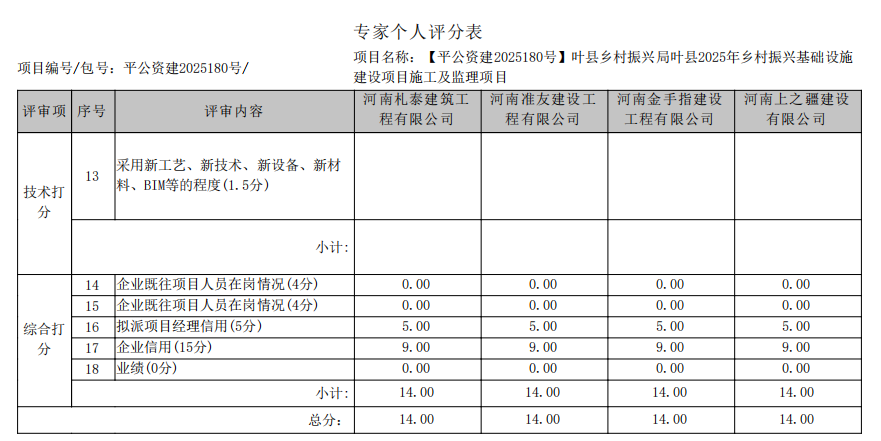 专家个人评分表
项目编号/包号: 平公资建2025180号/
项目名称: 【平公资建2025180号】叶县乡村振兴局叶县2025年乡村振兴基础设施
建设项目施工及监理项目
评审项 序号 评审内容 河南札泰建筑工程有限公司 河南准友建设工程有限公司 河南金手指建设工程有限公司 河南上之疆建设有限公司
技术打分
13 采用新工艺、新技术、新设备、新材
料、BIM等的程度(1.5分)
小计:
综合打分
14 企业既往项目人员在岗情况(4分) 0.00 0.00 0.00 0.00
15 企业既往项目人员在岗情况(4分) 0.00 0.00 0.00 0.00
16 拟派项目经理信用(5分) 5.00 5.00 5.00 5.00
17 企业信用(15分) 9.00 9.00 9.00 9.00
18 业绩(0分) 0.00 0.00 0.00 0.00
小计: 14.00 14.00 14.00 14.00
总分: 14.00 14.00 14.00 14.00